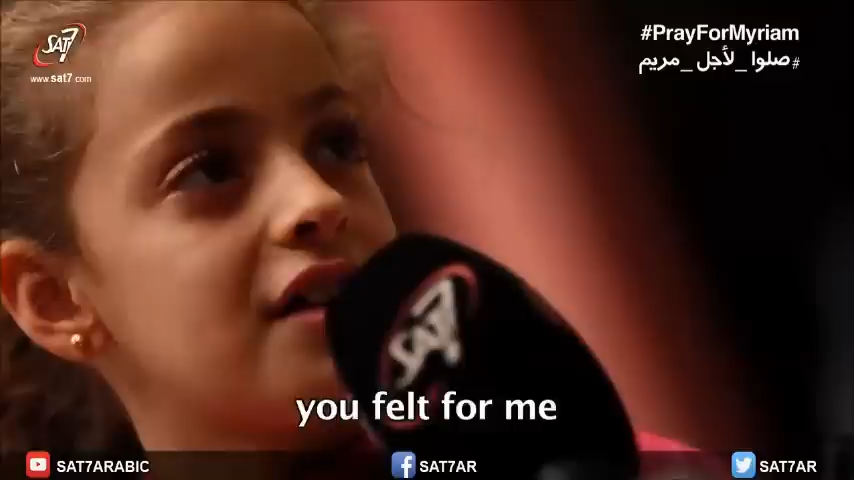 SAT7
www.sat7.com
#PrayForMyriam
#صلوا_لأجل_مريم
SAT7
you felt for me
SAT7ARABIC
SAT7AR
SAT7AR